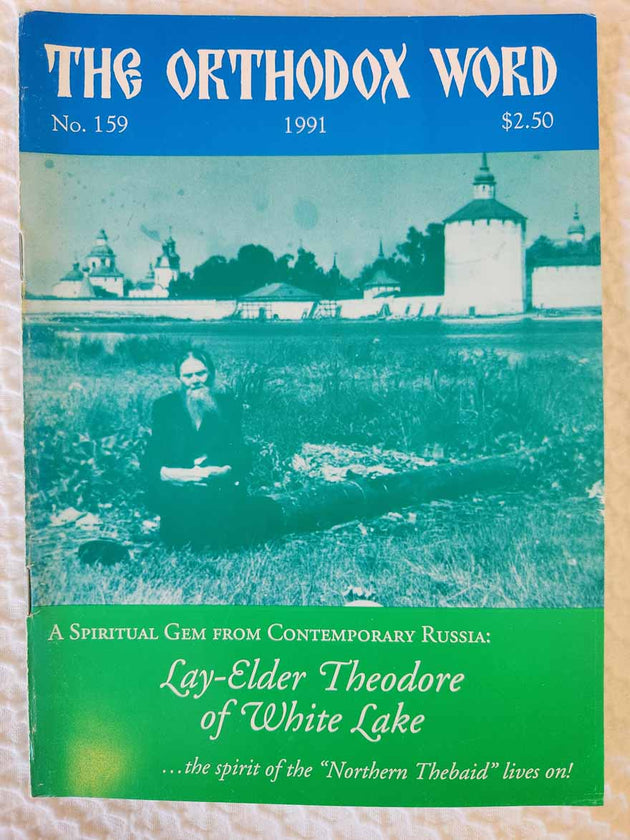 THE ORTHODOX WORD
No. 159 1991 $2.50
A Spiritual Gem from Contemporary Russia:
Lay-Elder Theodore
of White Lake
...the spirit of the "Northern Thebaid" lives on!